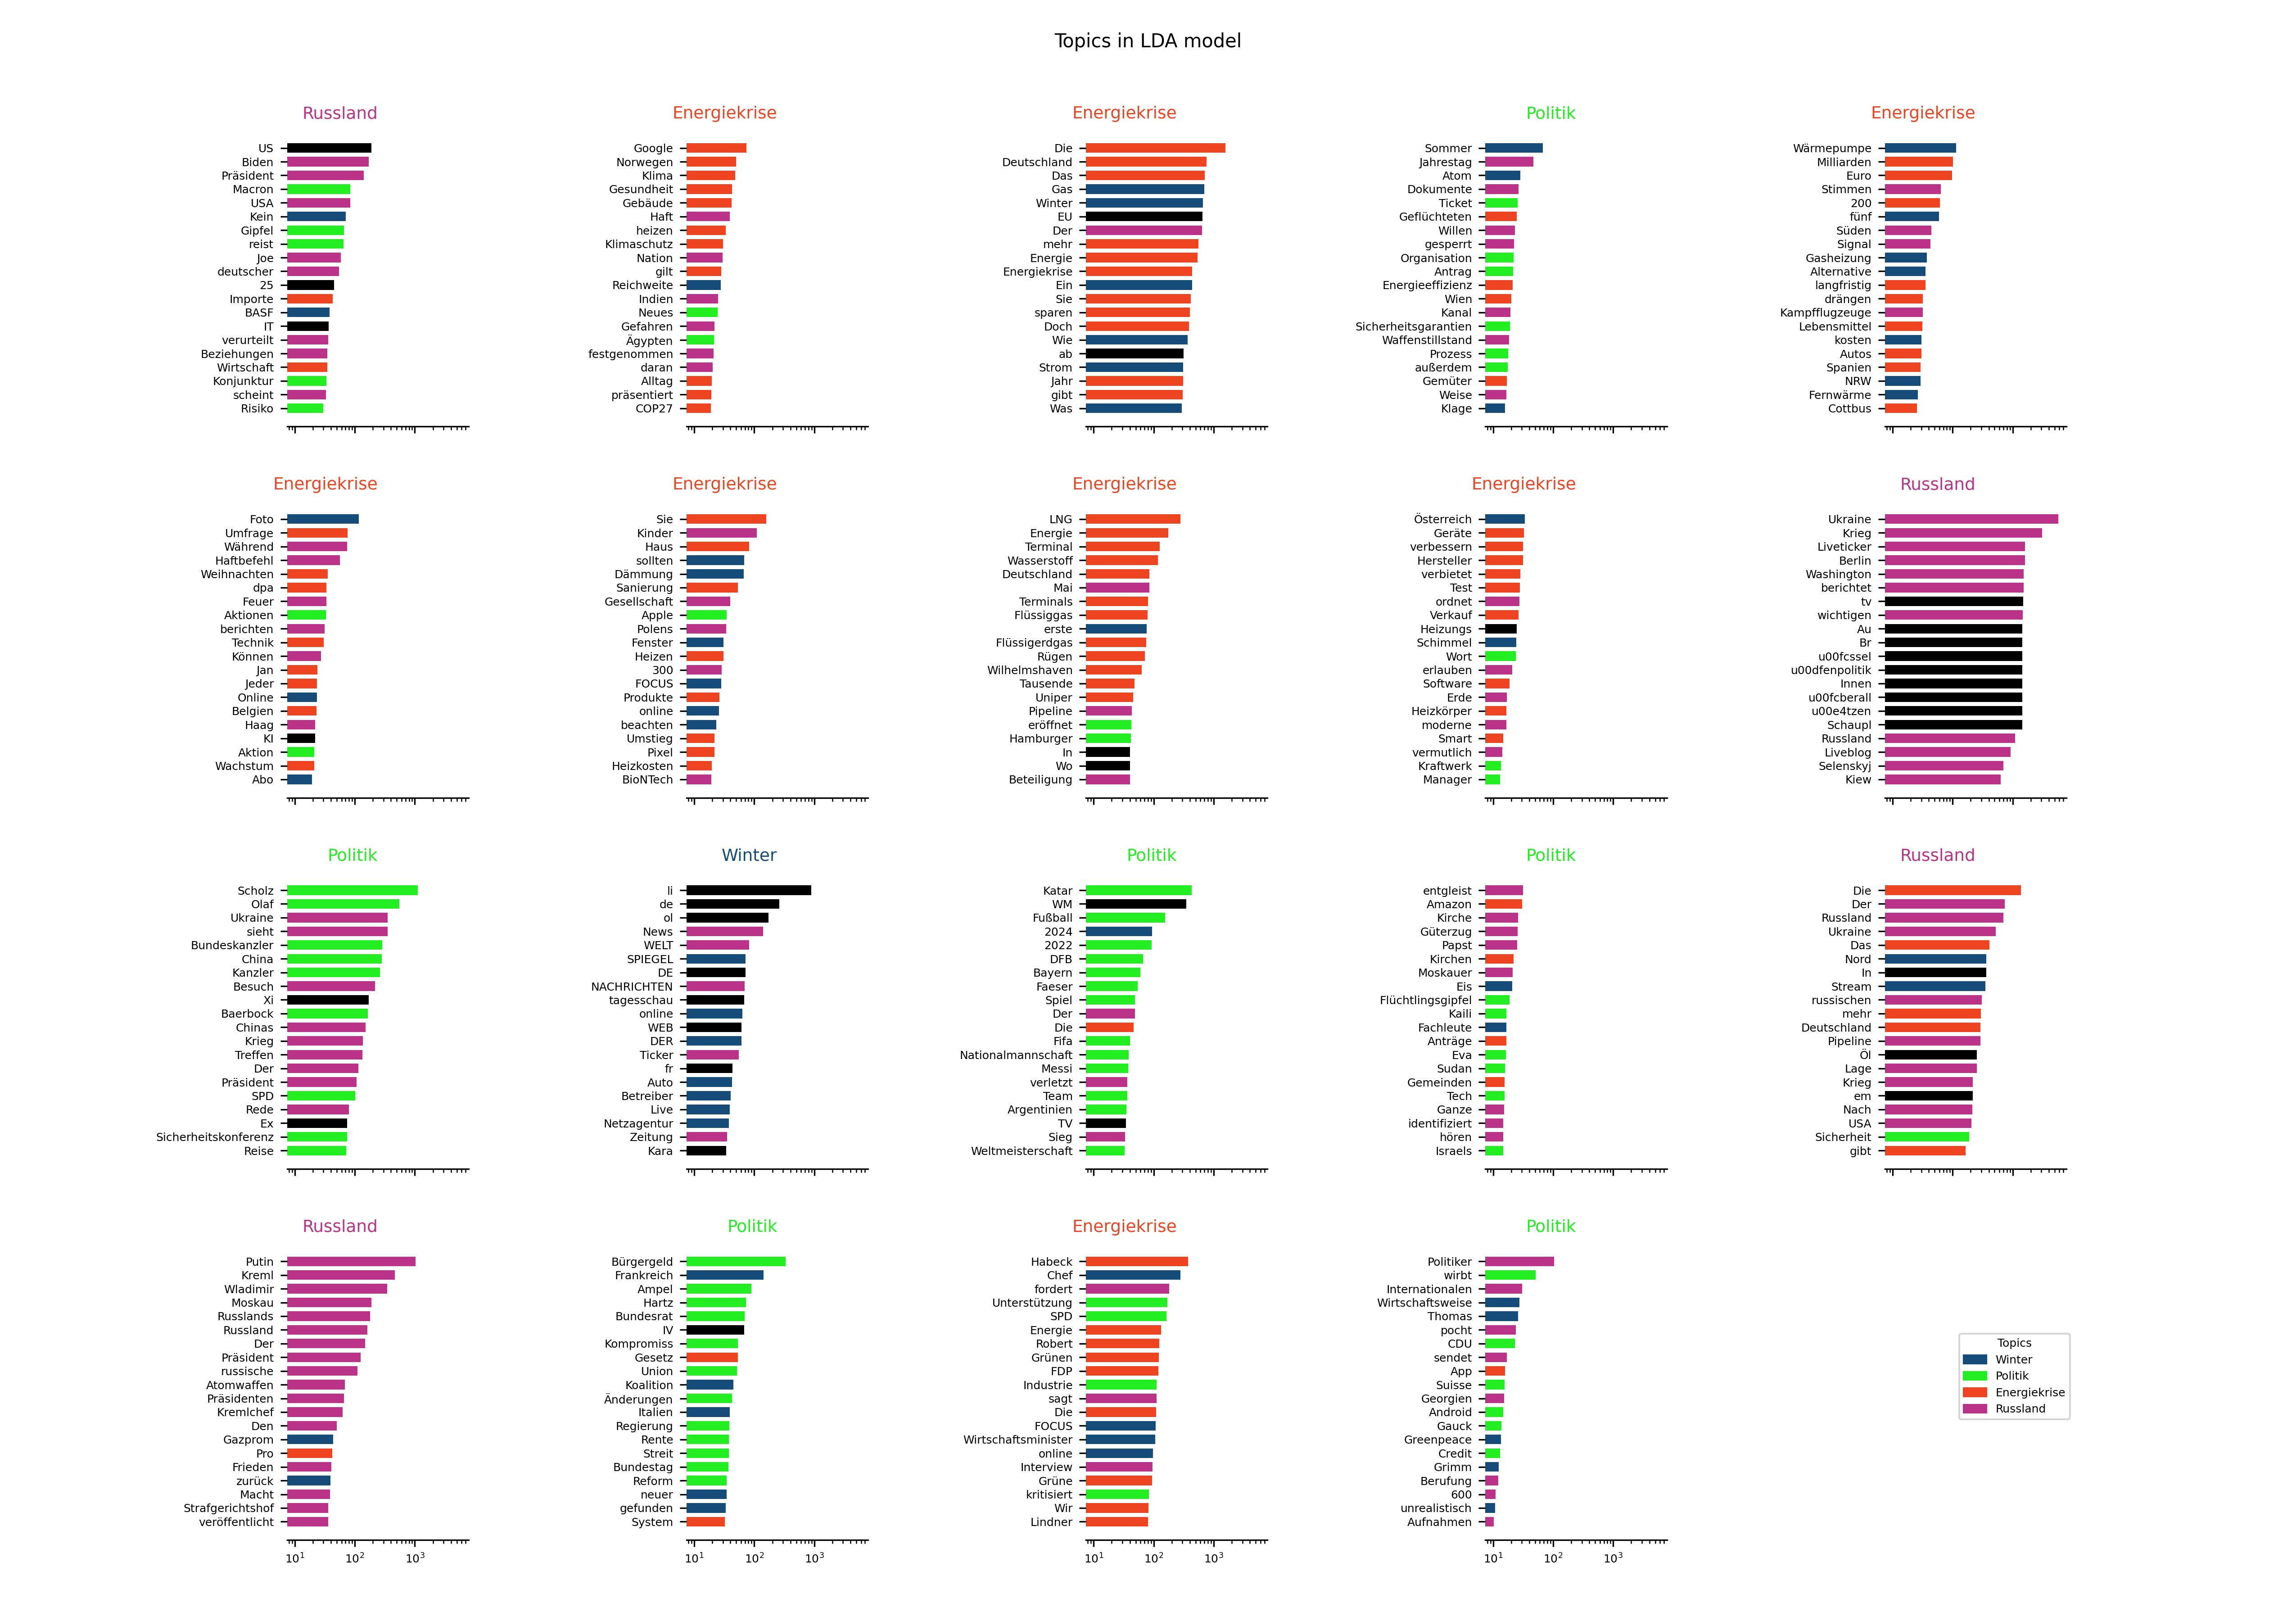 Topics in LDA model
Russland
US
Biden
Präsident
Macron
USA
Kein
Gipfel
reist
Joe
deutscher
25
Importe
BASF
IT
verurteilt
Beziehungen
Wirtschaft
Konjunktur
scheint
Risiko
Energiekrise
Google
Norwegen
Klima
Gesundheit
Gebäude
Haft
heizen
Klimaschutz
Nation
gilt
Reichweite
Indien
Neues
Gefahren
Ägypten
festgenommen
daran
Alltag
präsentiert
COP27
Energiekrise
Die
Deutschland
Das
Gas
Winter
EU
Der
mehr
Energie
Energiekrise
Ein
Sie
sparen
Doch
Wie
ab
Strom
Jahr
gibt
Was
Politik
Sommer
Jahrestag
Atom
Dokumente
Ticket
Geflüchteten
Willen
gesperrt
Organisation
Antrag
Energieeffizienz
Wien
Kanal
Sicherheitsgarantien
Waffenstillstand
Prozess
außerdem
Gemüter
Weise
Klage
Energiekrise
Wärmepumpe
Milliarden
Euro
Stimmen
200
fünf
Süden
Signal
Gasheizung
Alternative
langfristig
drängen
Kampfflugzeuge
Lebensmittel
kosten
Autos
Spanien
NRW
Fernwärme
Cottbus
Energiekrise
Foto
Umfrage
Während
Haftbefehl
Weihnachten
dpa
Feuer
Aktionen
berichten
Technik
Können
Jan
Jeder
Online
Belgien
Haag
KI
Aktion
Wachstum
Abo
Energiekrise
Sie
Kinder
Haus
sollten
Dämmung
Sanierung
Gesellschaft
Apple
Polens
Fenster
Heizen
300
FOCUS
Produkte
online
beachten
Umstieg
Pixel
Heizkosten
BioNTech
Energiekrise
LNG
Energie
Terminal
Wasserstoff
Deutschland
Mai
Terminals
Flüssiggas
erste
Flüssigerdgas
Rügen
Wilhelmshaven
Tausende
Uniper
Pipeline
eröffnet
Hamburger
In
Wo
Beteiligung
Energiekrise
Österreich
Geräte
verbessern
Hersteller
verbietet
Test
ordnet
Verkauf
Heizungs
Schimmel
Wort
erlauben
Software
Erde
Heizkörper
moderne
Smart
vermutlich
Kraftwerk
Manager
Russland
Ukraine
Krieg
Liveticker
Berlin
Washington
berichtet
tv
wichtigen
Au
Br
u00fcssel
u00dfenpolitik
Innen
u00fcberall
u00e4tzen
Schaupl
Russland
Liveblog
Selenskyj
Kiew
Politik
Scholz
Olaf
Ukraine
sieht
Bundeskanzler
China
Kanzler
Besuch
Xi
Baerbock
Chinas
Krieg
Treffen
Der
Präsident
SPD
Rede
Ex
Sicherheitskonferenz
Reise
Winter
li
de
ol
News
WELT
SPIEGEL
DE
NACHRICHTEN
tagesschau
online
WEB
DER
Ticker
fr
Auto
Betreiber
Live
Netzagentur
Zeitung
Kara
Politik
Katar
WM
Fußball
2024
2022
DFB
Bayern
Faeser
Spiel
Der
Die
Fifa
Nationalmannschaft
Messi
verletzt
Team
Argentinien
TV
Sieg
Weltmeisterschaft
Politik
entgleist
Amazon
Kirche
Güterzug
Papst
Kirchen
Moskauer
Eis
Flüchtlingsgipfel
Kaili
Fachleute
Anträge
Eva
Sudan
Gemeinden
Tech
Ganze
identifiziert
hören
Israels
Russland
Die
Der
Russland
Ukraine
Das
Nord
In
Stream
russischen
mehr
Deutschland
Pipeline
Öl
Lage
Krieg
em
Nach
USA
Sicherheit
gibt
Russland
Putin
Kreml
Wladimir
Moskau
Russlands
Russland
Der
Präsident
russische
Atomwaffen
Präsidenten
Kremlchef
Den
Gazprom
Pro
Frieden
zurück
Macht
Strafgerichtshof
veröffentlicht
10¹ 10² 10³
Politik
Bürgergeld
Frankreich
Ampel
Hartz
Bundesrat
IV
Kompromiss
Gesetz
Union
Koalition
Änderungen
Italien
Regierung
Rente
Streit
Bundestag
Reform
neuer
gefunden
System
10¹ 10² 10³
Energiekrise
Habeck
Chef
fordert
Unterstützung
SPD
Energie
Robert
Grünen
FDP
Industrie
sagt
Die
FOCUS
Wirtschaftsminister
online
Interview
Grüne
kritisiert
Wir
Lindner
10¹ 10² 10³
Politik
Politiker
wirbt
Internationalen
Wirtschaftsweise
Thomas
pocht
CDU
sendet
App
Suisse
Georgien
Android
Gauck
Greenpeace
Credit
Grimm
Berufung
600
unrealistisch
Aufnahmen
10¹ 10² 10³
Topics
Winter
Politik
Energiekrise
Russland